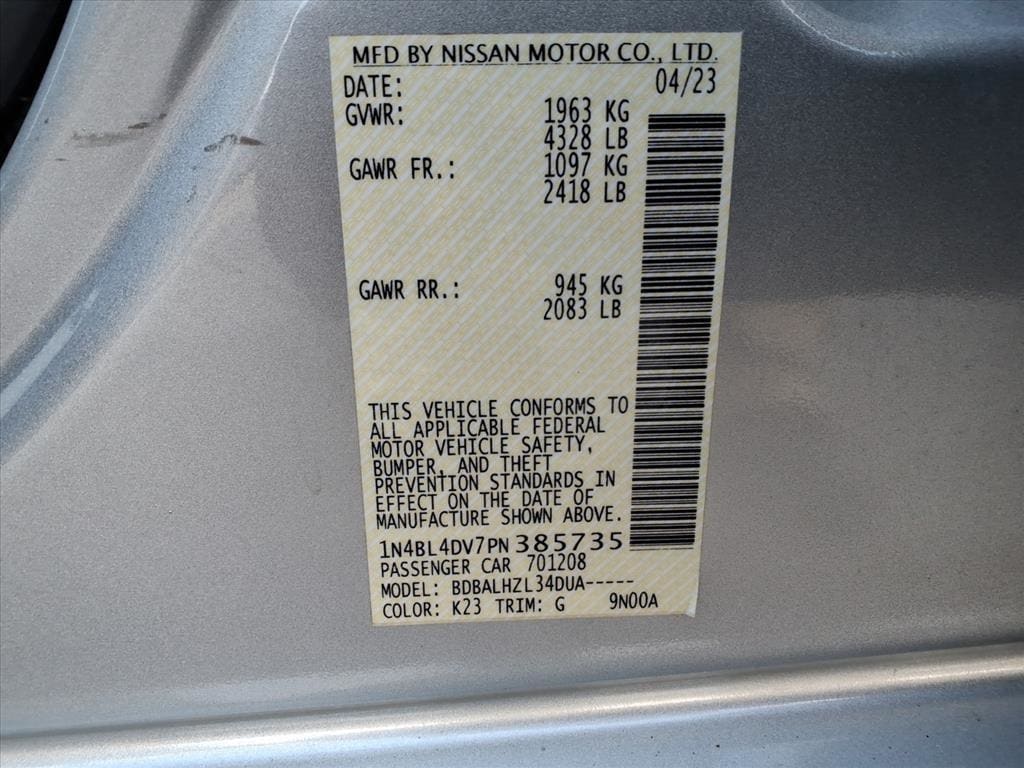 MFD BY NISSAN MOTOR CO., LTD.
DATE: 04/23
GVWR: 1963 KG
4328 LB
GAWR FR.: 1097 KG
2418 LB
GAWR RR.: 945 KG
2083 LB
THIS VEHICLE CONFORMS TO
ALL APPLICABLE FEDERAL
MOTOR VEHICLE SAFETY,
BUMPER, AND THEFT
PREVENTION STANDARDS IN
EFFECT ON THE DATE OF
MANUFACTURE SHOWN ABOVE.
1N4BL4DV7PN385735
PASSENGER CAR 701208
MODEL: BDBALHZL34DUA-----
COLOR: K23 TRIM: G 9N00A